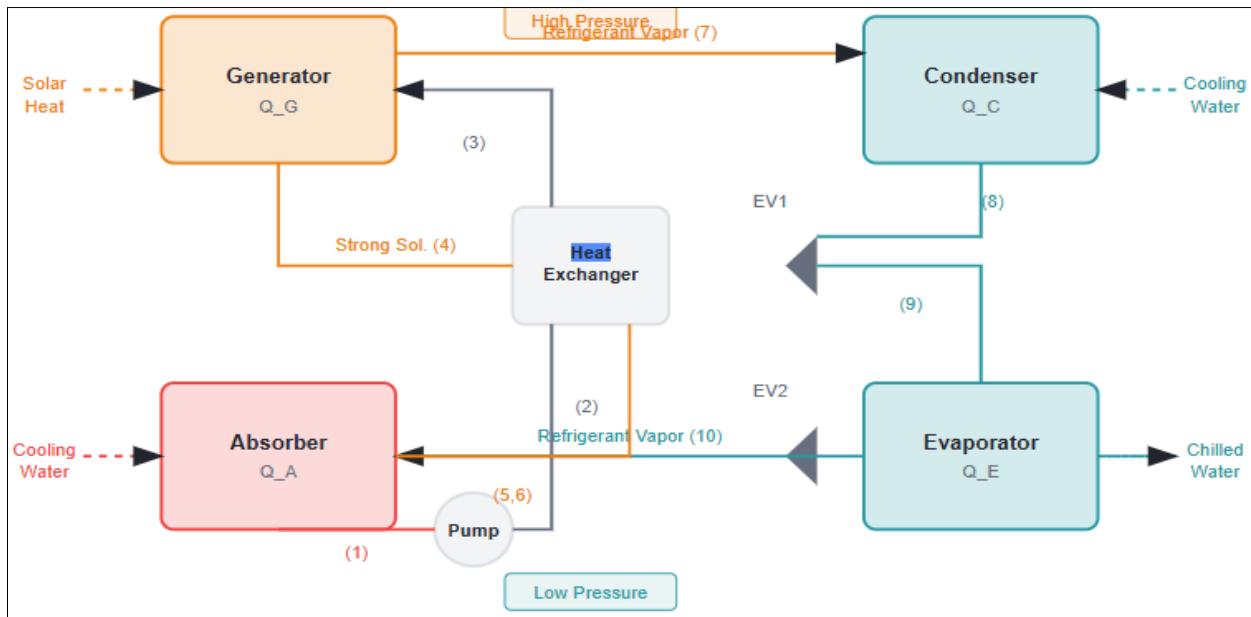 High Pressure
Refrigerant Vapor (7)
Generator
Q_G
Condenser
Q_C
Solar
Heat
Cooling
Water
(3)
EV1
(8)
Strong Sol. (4)
Heat
Exchanger
(9)
EV2
(2)
Refrigerant Vapor (10)
Absorber
Q_A
Evaporator
Q_E
Cooling
Water
Chilled
Water
(5,6)
Pump
(1)
Low Pressure